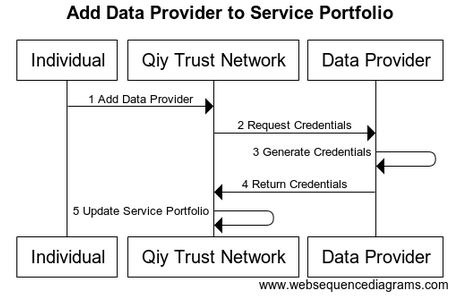 Add Data Provider to Service Portfolio
Individual Qiy Trust Network Data Provider
1 Add Data Provider
2 Request Credentials
3 Generate Credentials
4 Return Credentials
5 Update Service Portfolio
Individual Qiy Trust Network Data Provider
www.websequencediagrams.com